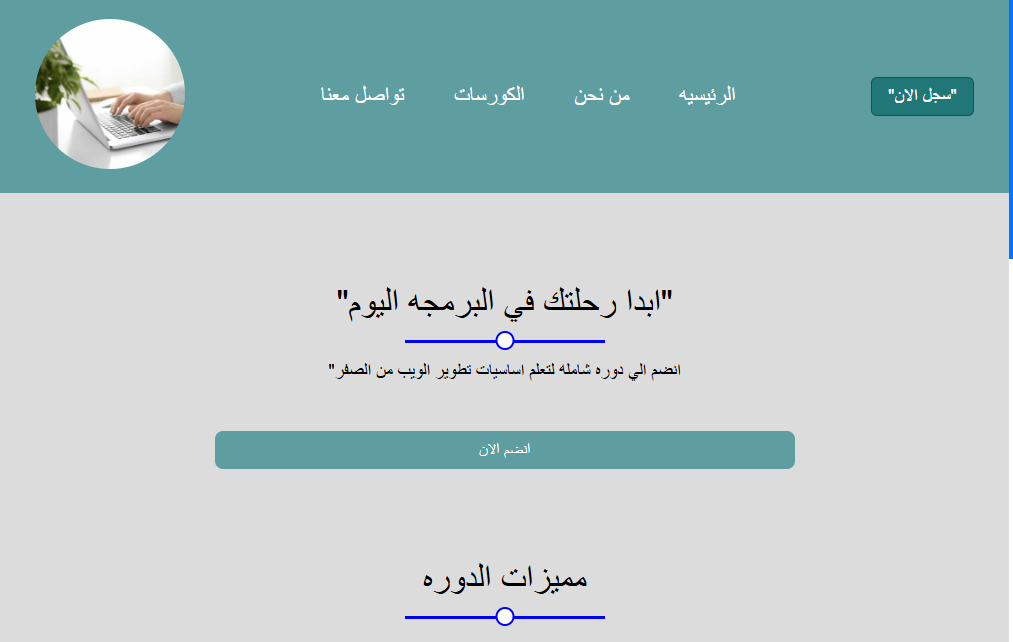 "سجل الان"
الرئيسيه
من نحن
الكورسات
تواصل معنا
"ابدا رحلتك في البرمجه اليوم"
انضم الي دوره شاملة لتعلم اساسيات تطوير الويب من الصفر"
انضم الان
مميزات الدوره